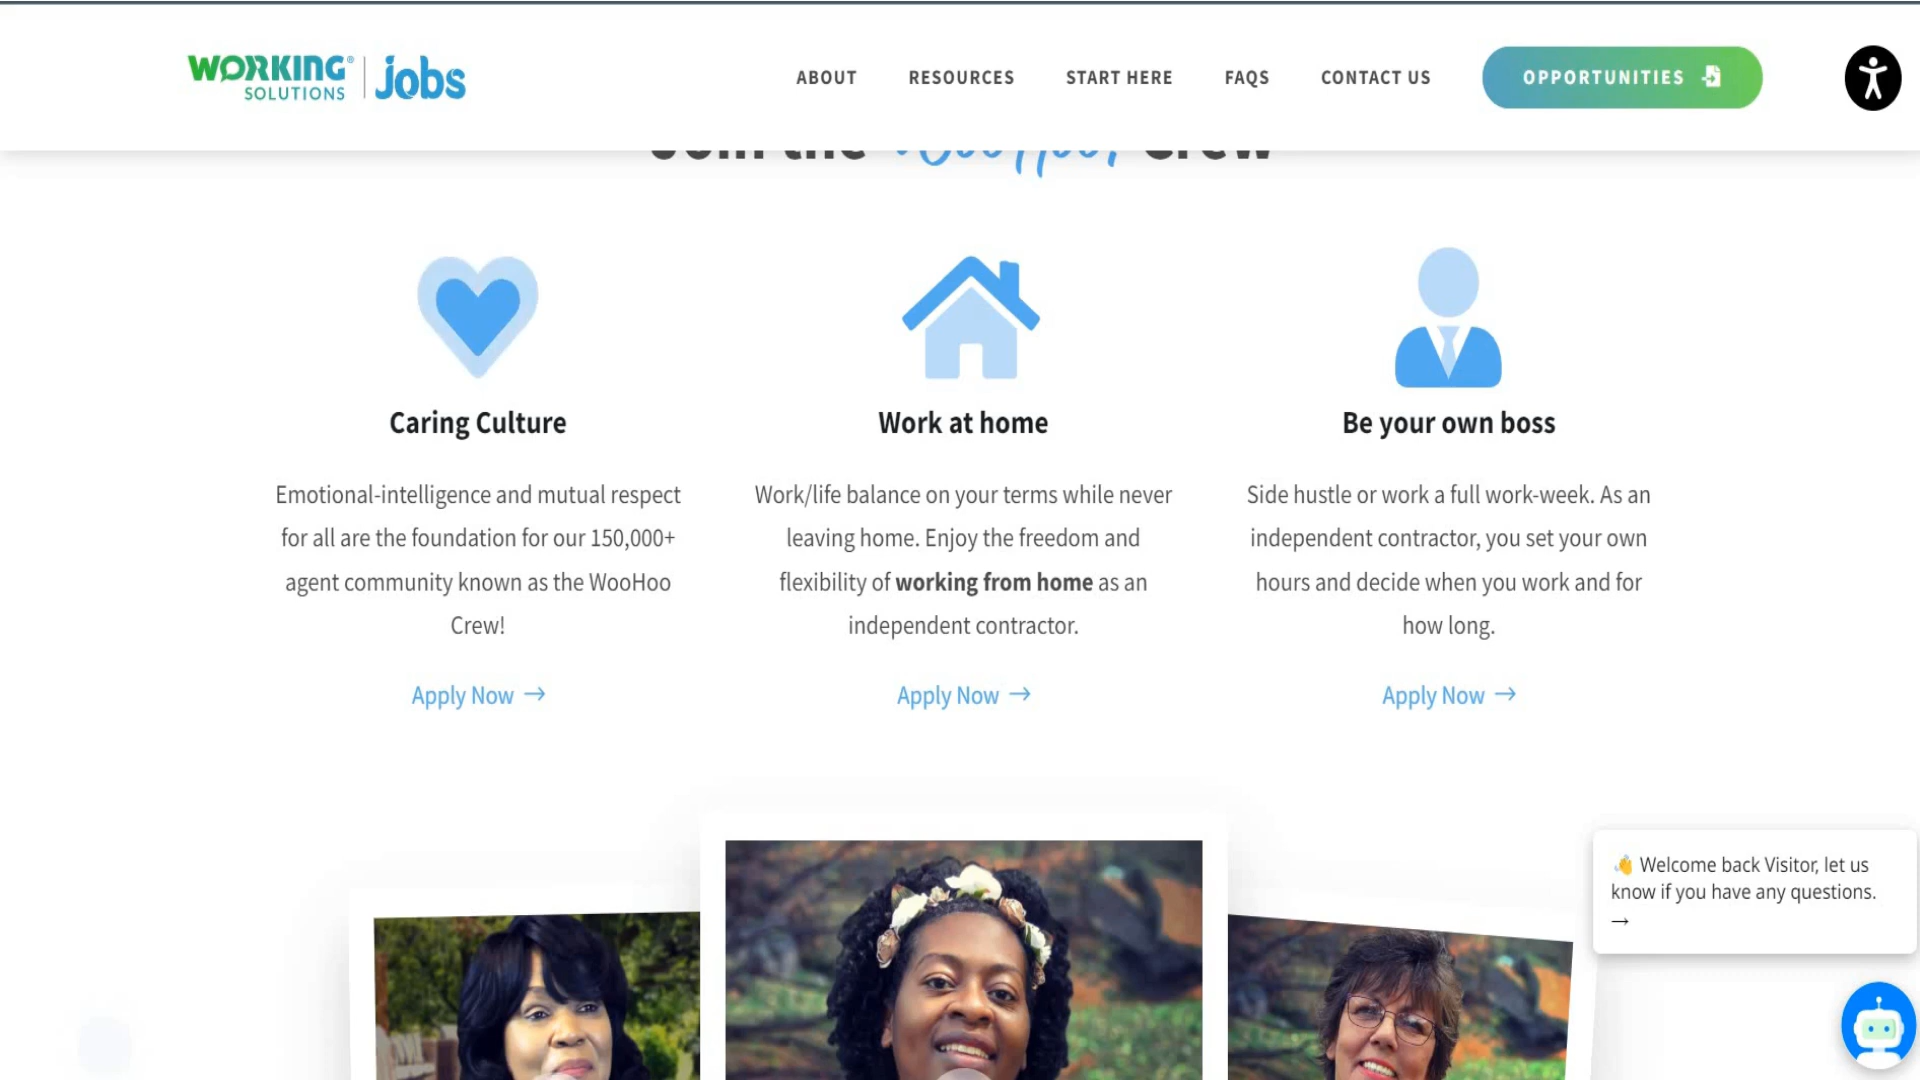 WORKING® SOLUTIONS | jobs
ABOUT RESOURCES START HERE FAQS CONTACT US OPPORTUNITIES
Join the WooHoo! Crew
Caring Culture
Emotional-intelligence and mutual respect
for all are the foundation for our 150,000+
agent community known as the WooHoo
Crew!
Apply Now →
Work at home
Work/life balance on your terms while never
leaving home. Enjoy the freedom and
flexibility of working from home as an
independent contractor.
Apply Now →
Be your own boss
Side hustle or work a full work-week. As an
independent contractor, you set your own
hours and decide when you work and for
how long.
Apply Now →
👋 Welcome back Visitor, let us
know if you have any questions.
→